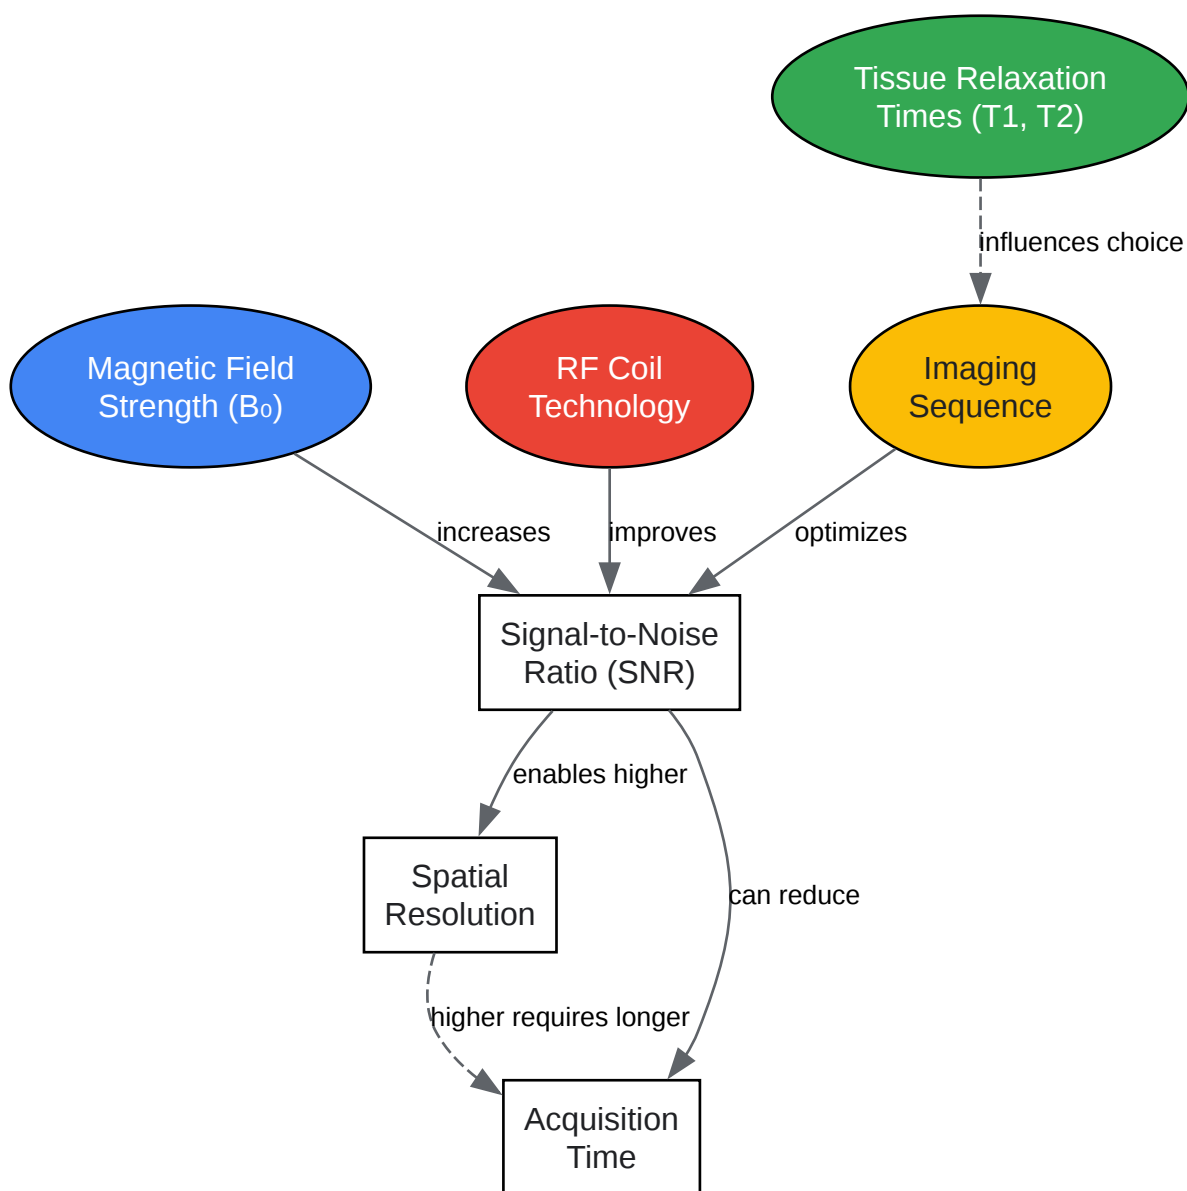 Tissue Relaxation
Times (T1, T2)
influences choice
Magnetic Field
Strength (B₀)
RF Coil
Technology
Imaging
Sequence
increases
improves
optimizes
Signal-to-Noise
Ratio (SNR)
enables higher
Spatial
Resolution
can reduce
higher requires longer
Acquisition
Time